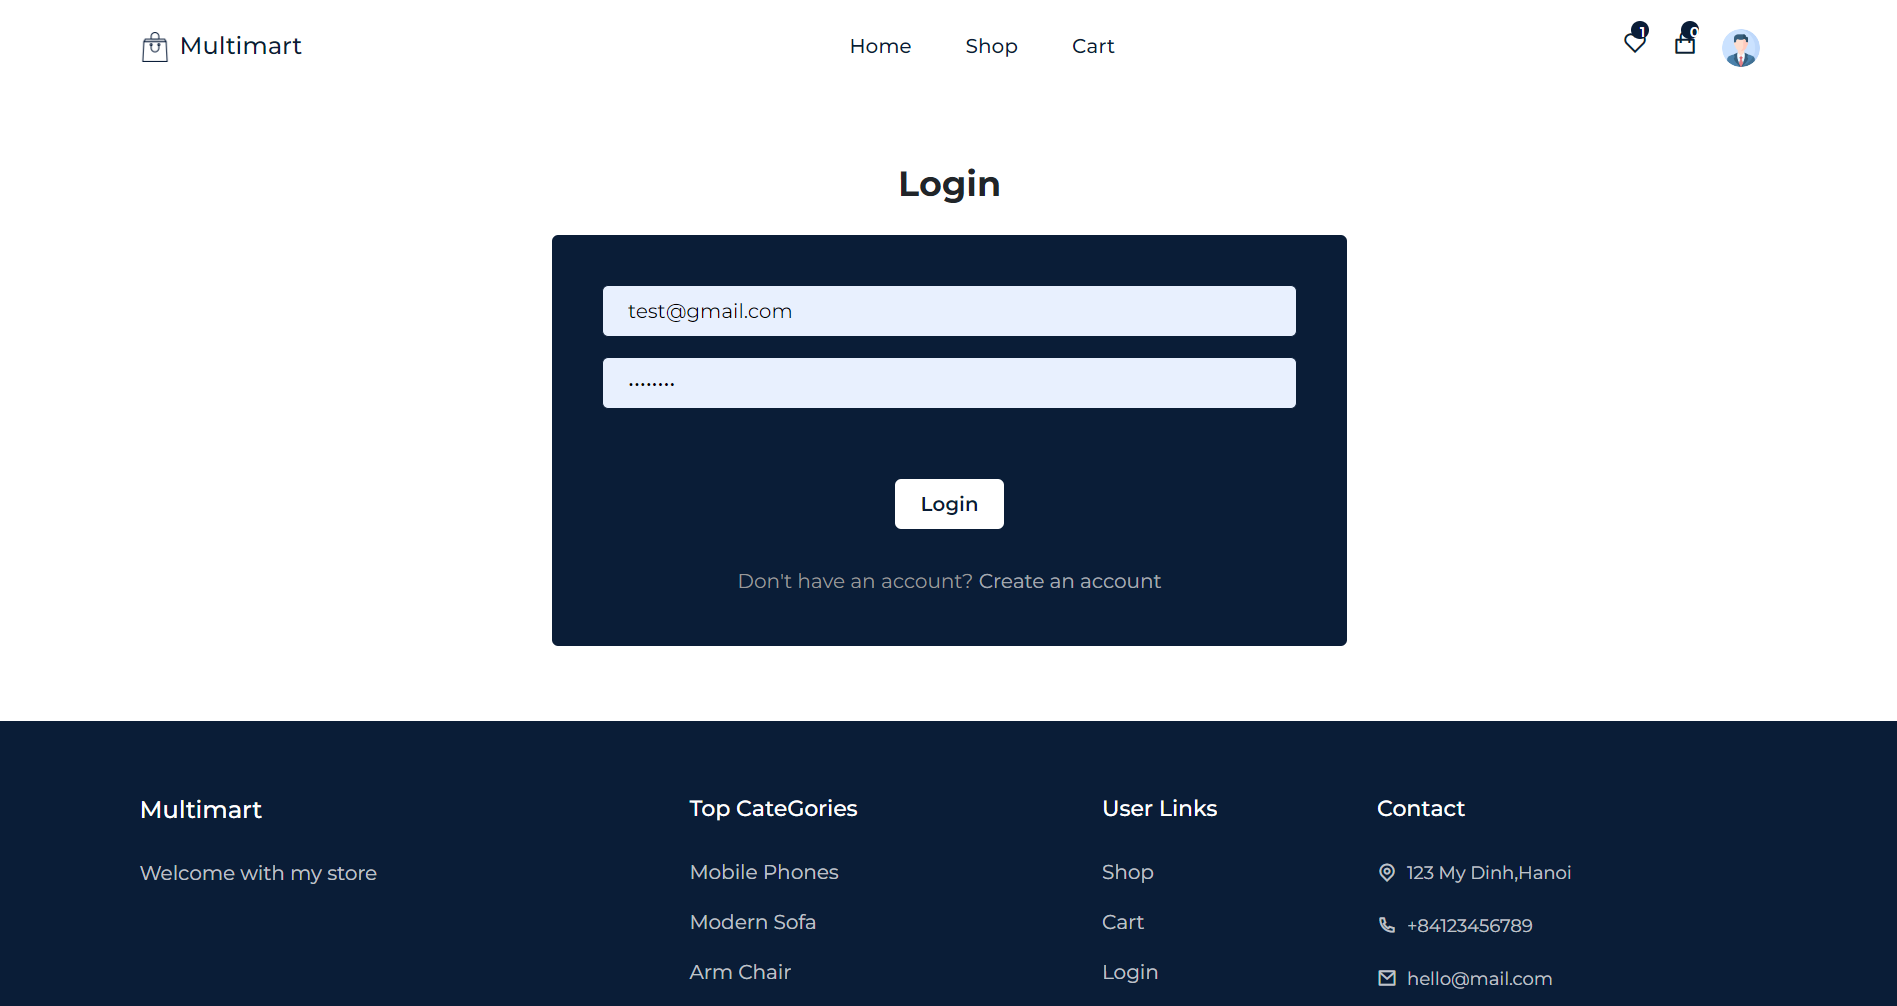 Multimart
Home Shop Cart
1 0
Login
test@gmail.com
••••••••
Login
Don't have an account? Create an account
Multimart
Welcome with my store
Top CateGories
Mobile Phones
Modern Sofa
Arm Chair
User Links
Shop
Cart
Login
Contact
123 My Dinh,Hanoi
+84123456789
hello@mail.com